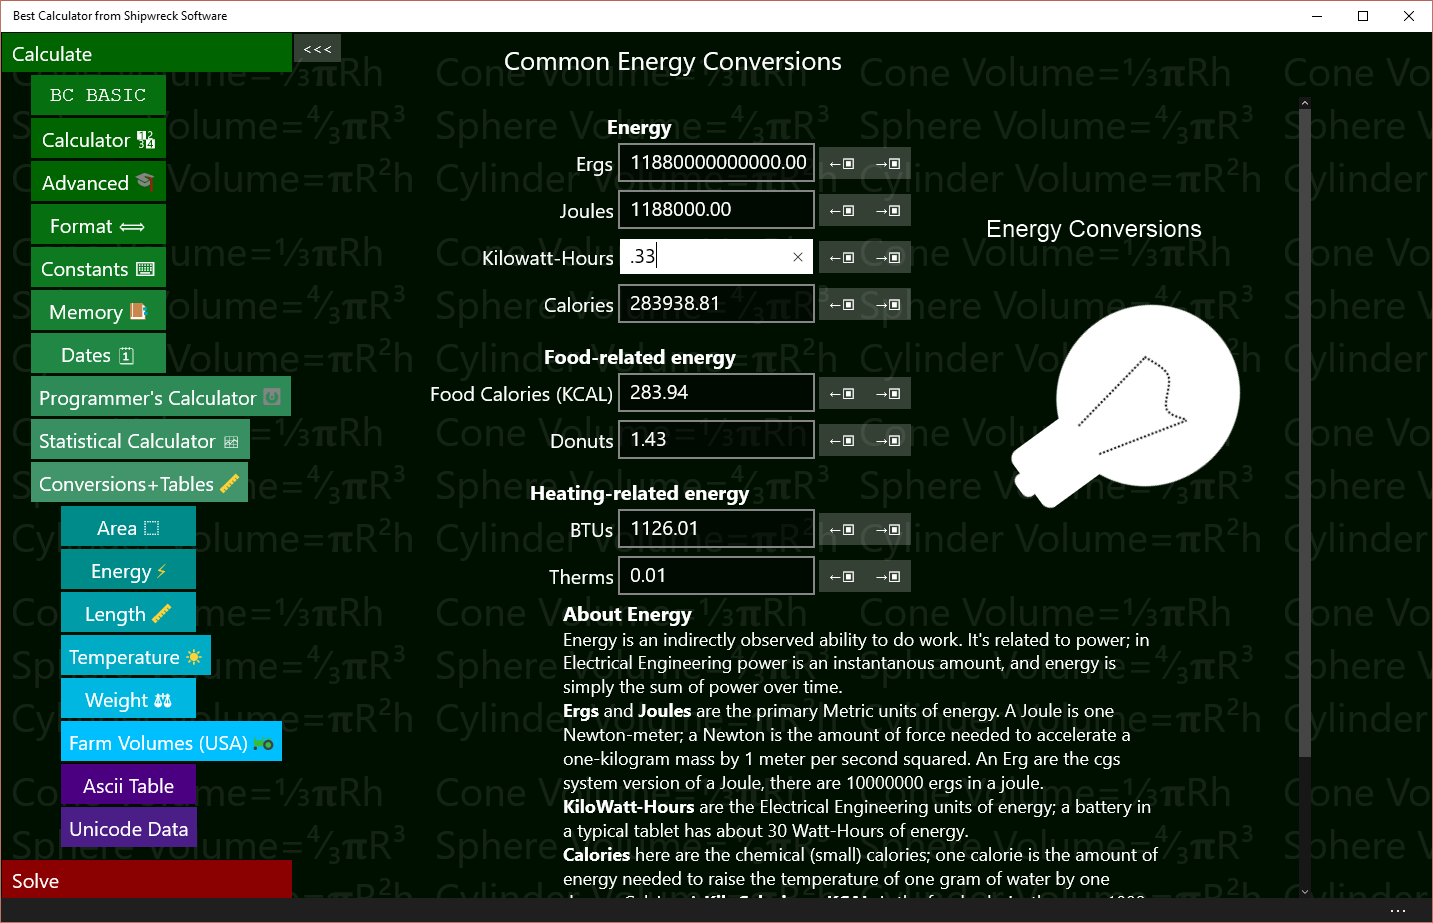 Best Calculator from Shipwreck Software
Calculate
<<<
BC BASIC
Calculator
Advanced
Format
Constants
Memory
Dates
Programmer's Calculator
Statistical Calculator
Conversions+Tables
Area
Energy
Length
Temperature
Weight
Farm Volumes (USA)
Ascii Table
Unicode Data
Solve
Common Energy Conversions
Energy
Ergs 11880000000000.00
Joules 1188000.00
Kilowatt-Hours .33
Calories 283938.81
Food-related energy
Food Calories (KCAL) 283.94
Donuts 1.43
Heating-related energy
BTUs 1126.01
Therms 0.01
About Energy
Energy is an indirectly observed ability to do work. It's related to power; in
Electrical Engineering power is an instantanous amount, and energy is
simply the sum of power over time.
Ergs and Joules are the primary Metric units of energy. A Joule is one
Newton-meter; a Newton is the amount of force needed to accelerate a
one-kilogram mass by 1 meter per second squared. An Erg are the cgs
system version of a Joule, there are 10000000 ergs in a joule.
KiloWatt-Hours are the Electrical Engineering units of energy; a battery in
a typical tablet has about 30 Watt-Hours of energy.
Calories here are the chemical (small) calories; one calorie is the amount of
energy needed to raise the temperature of one gram of water by one
Energy Conversions
Cone Volume=⅓πRh
Sphere Volume=⁴⁄₃πR³
Cylinder Volume=πR²h